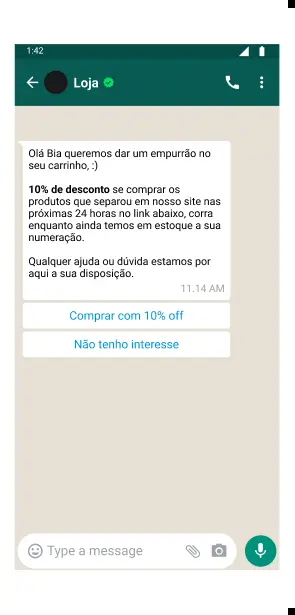 1:42
Loja
Olá Bia queremos dar um empurrão no
seu carrinho, :)
10% de desconto se comprar os
produtos que separou em nosso site nas
próximas 24 horas no link abaixo, corra
enquanto ainda temos em estoque a sua
numeração.
Qualquer ajuda ou dúvida estamos por
aqui a sua disposição.
11.14 AM
Comprar com 10% off
Não tenho interesse
Type a message